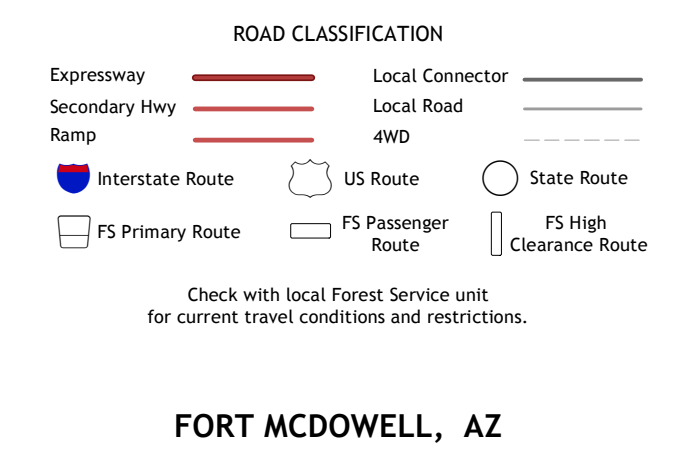 ROAD CLASSIFICATION
Expressway
Local Connector
Secondary Hwy
Local Road
Ramp
4WD
Interstate Route
US Route
State Route
FS Primary Route
FS Passenger
Route
FS High
Clearance Route
Check with local Forest Service unit
for current travel conditions and restrictions.
FORT MCDOWELL, AZ